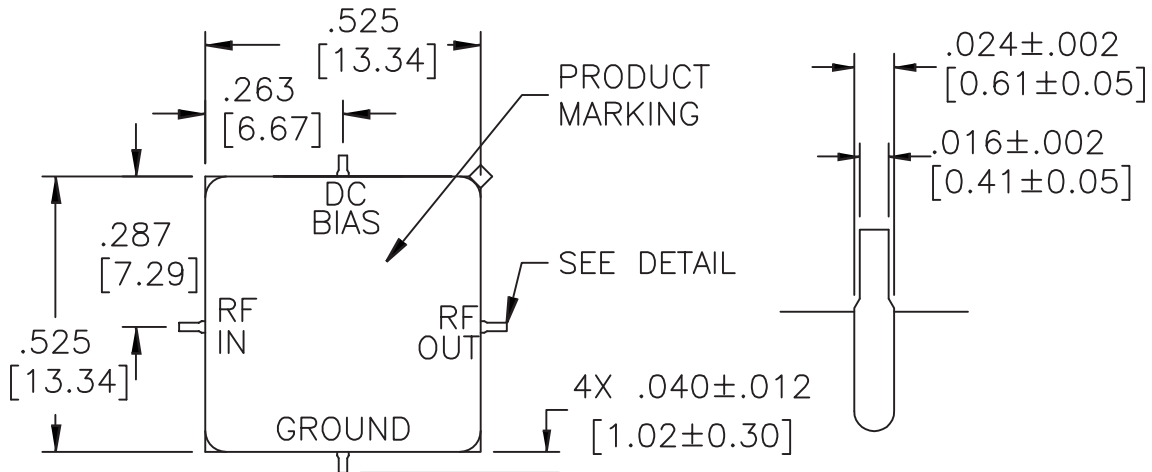 .525
[13.34]
.263
[6.67]
PRODUCT
MARKING
.024±.002
[0.61±0.05]
.016±.002
[0.41±0.05]
DC
BIAS
.287
[7.29]
SEE DETAIL
RF
IN
RF
OUT
.525
[13.34]
4X .040±.012
[1.02±0.30]
GROUND